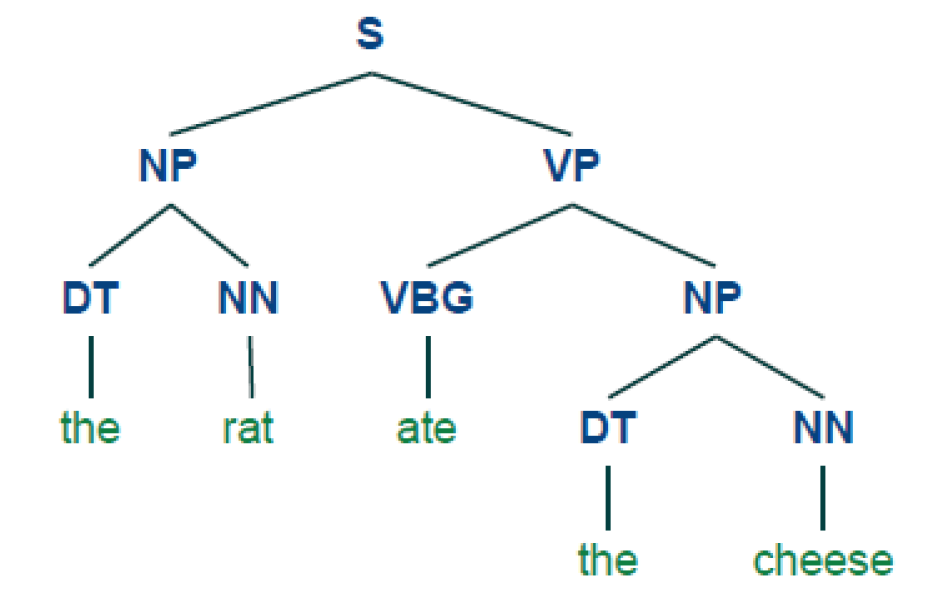 S
NP VP
DT NN VBG NP
the rat ate DT NN
the cheese